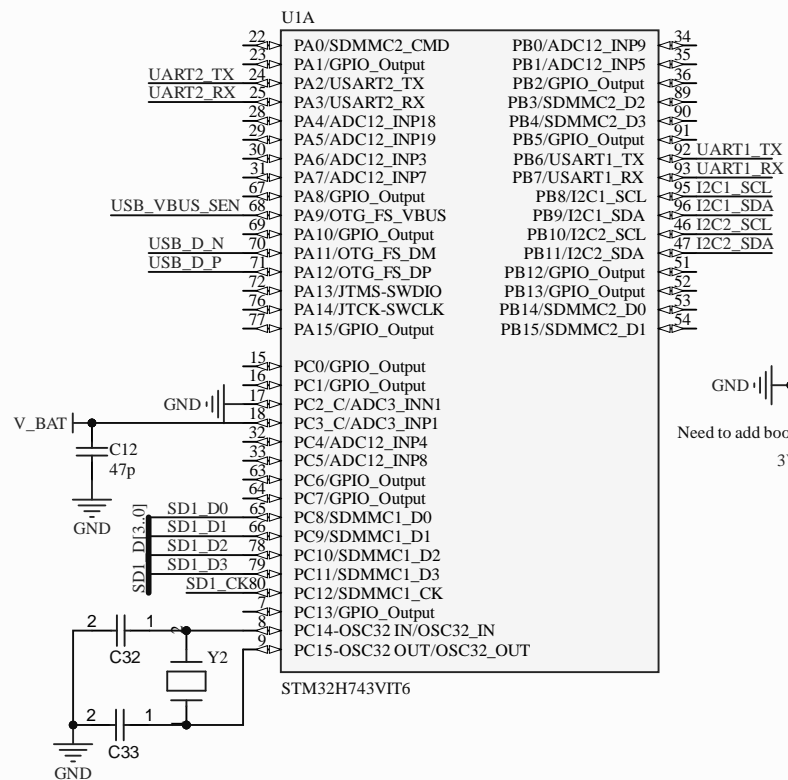 U1A
22 PA0/SDMMC2_CMD PB0/ADC12_INP9 34
23 PA1/GPIO_Output PB1/ADC12_INP5 35
UART2_TX 24 PA2/USART2_TX PB2/GPIO_Output 36
UART2_RX 25 PA3/USART2_RX PB3/SDMMC2_D2 89
28 PA4/ADC12_INP18 PB4/SDMMC2_D3 90
29 PA5/ADC12_INP19 PB5/GPIO_Output 91
30 PA6/ADC12_INP3 PB6/USART1_TX 92 UART1_TX
31 PA7/ADC12_INP7 PB7/USART1_RX 93 UART1_RX
67 PA8/GPIO_Output PB8/I2C1_SCL 95 I2C1_SCL
USB_VBUS_SEN 68 PA9/OTG_FS_VBUS PB9/I2C1_SDA 96 I2C1_SDA
69 PA10/GPIO_Output PB10/I2C2_SCL 46 I2C2_SCL
USB_D_N 70 PA11/OTG_FS_DM PB11/I2C2_SDA 47 I2C2_SDA
USB_D_P 71 PA12/OTG_FS_DP PB12/GPIO_Output 51
72 PA13/JTMS-SWDIO PB13/GPIO_Output 52
76 PA14/JTCK-SWCLK PB14/SDMMC2_D0 53
77 PA15/GPIO_Output PB15/SDMMC2_D1 54
15 PC0/GPIO_Output
16 PC1/GPIO_Output
GND 17 PC2_C/ADC3_INN1
GND
V_BAT 18 PC3_C/ADC3_INP1
32 PC4/ADC12_INP4
Need to add boo
C12
47p
33 PC5/ADC12_INP8
3
63 PC6/GPIO_Output
64 PC7/GPIO_Output
GND
SD1_D[3..0]
SD1_D0 65 PC8/SDMMC1_D0
SD1_D1 66 PC9/SDMMC1_D1
SD1_D2 78 PC10/SDMMC1_D2
SD1_D3 79 PC11/SDMMC1_D3
SD1_CK 80 PC12/SDMMC1_CK
7 PC13/GPIO_Output
2 1 2 8 PC14-OSC32 IN/OSC32_IN
C32 Y2 9 PC15-OSC32 OUT/OSC32_OUT
STM32H743VIT6
2 1
C33
GND